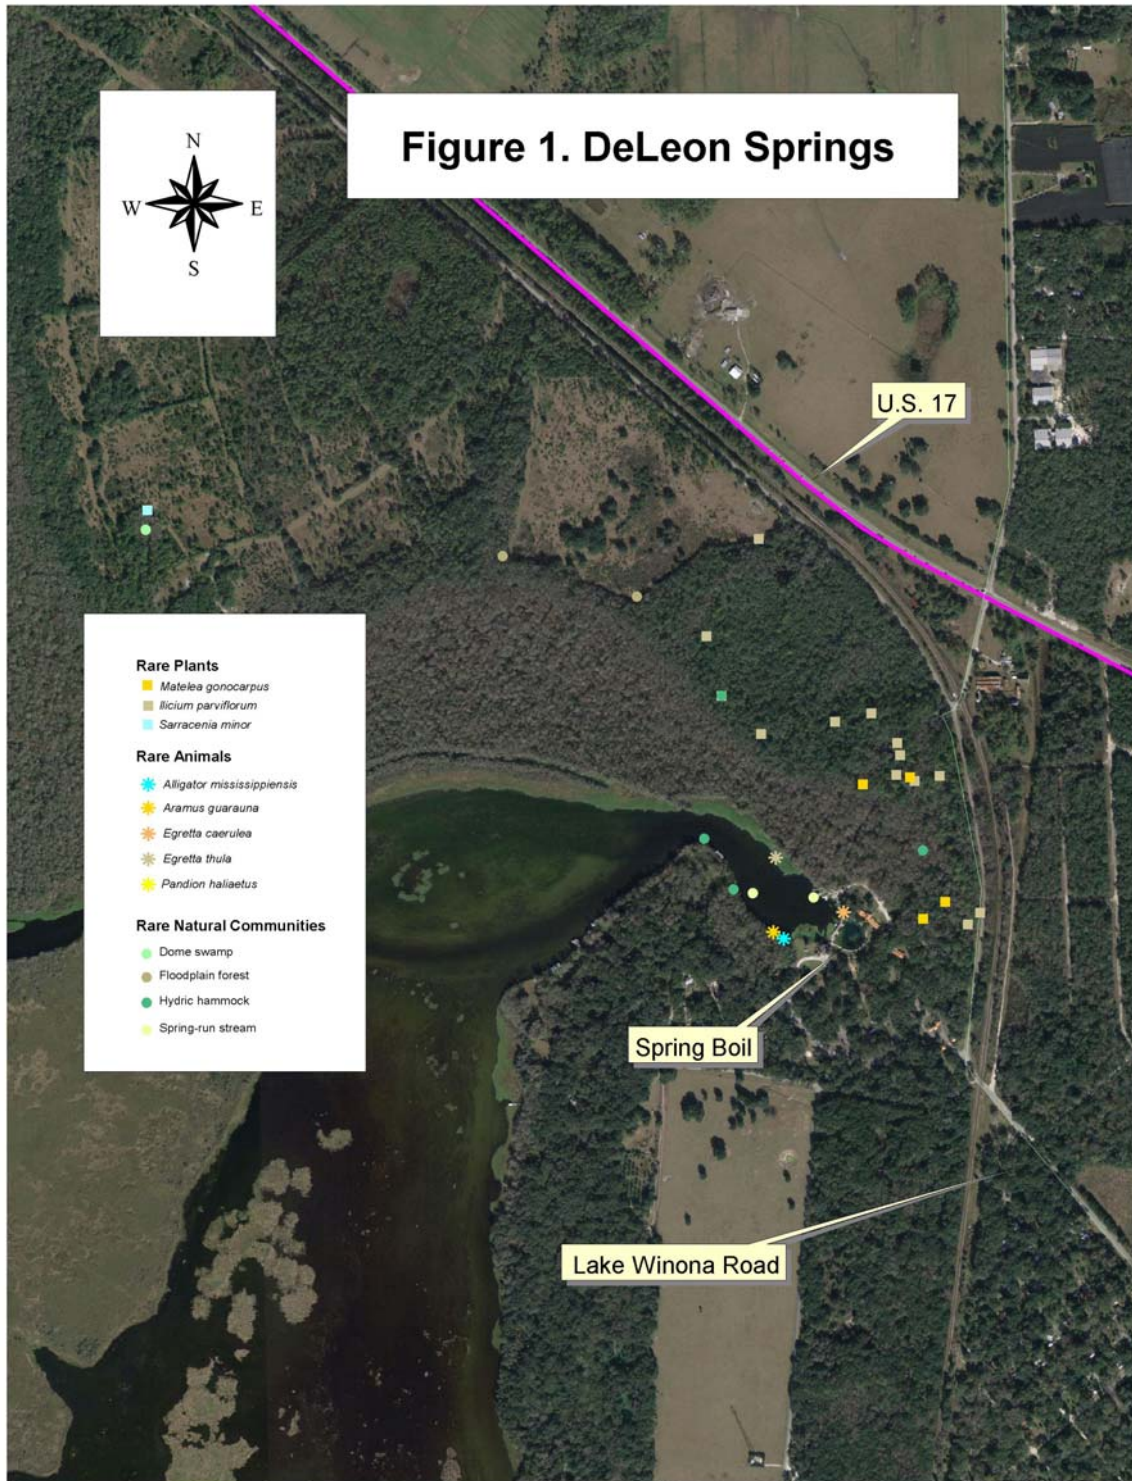 Figure 1. DeLeon Springs
N
W E
S
U.S. 17
Rare Plants
Matelea gonocarpus
Ilicium parviflorum
Sarracenia minor
Rare Animals
Alligator mississippiensis
Aramus guarauna
Egretta caerulea
Egretta thula
Pandion haliaetus
Rare Natural Communities
Dome swamp
Floodplain forest
Hydric hammock
Spring-run stream
Spring Boil
Lake Winona Road